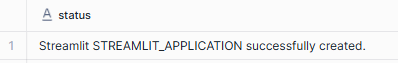 A status
1 Streamlit STREAMLIT_APPLICATION successfully created.